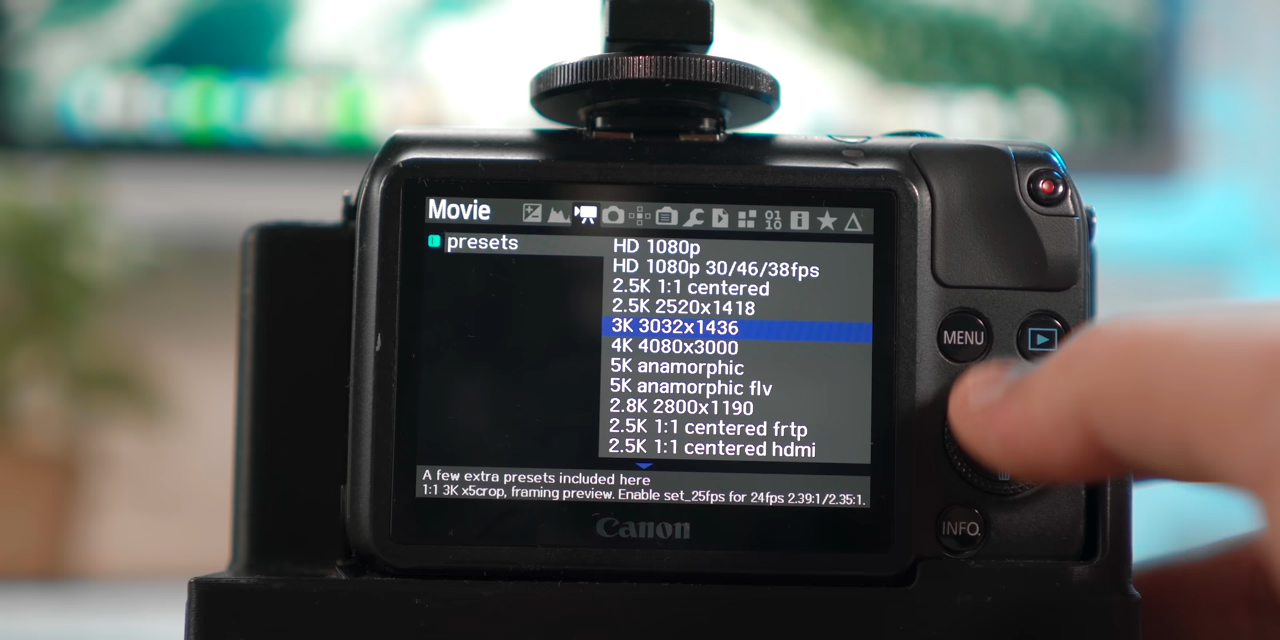 Movie
presets
HD 1080p
HD 1080p 30/46/38fps
2.5K 1:1 centered
2.5K 2520x1418
3K 3032x1436
4K 4080x3000
5K anamorphic
5K anamorphic flv
2.8K 2800x1190
2.5K 1:1 centered frtp
2.5K 1:1 centered hdmi
A few extra presets included here
1:1 3K x5crop, framing preview. Enable set_25fps for 24fps 2.39:1/2.35:1.
Canon
MENU
INFO.